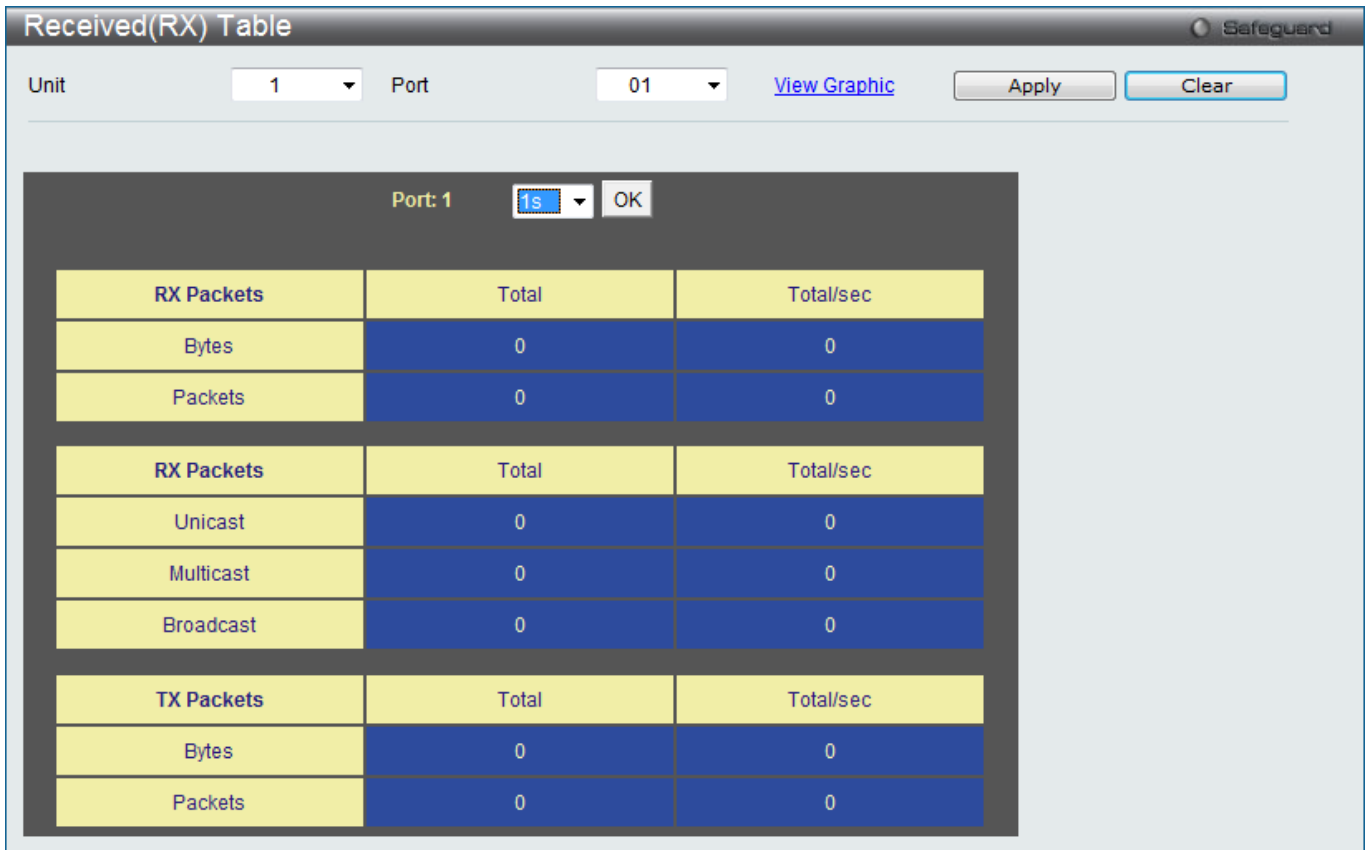 Received(RX) Table Safeguard
Unit 1 Port 01 View Graphic Apply Clear
Port: 1 1s OK
RX Packets Total Total/sec
Bytes 0 0
Packets 0 0
RX Packets Total Total/sec
Unicast 0 0
Multicast 0 0
Broadcast 0 0
TX Packets Total Total/sec
Bytes 0 0
Packets 0 0